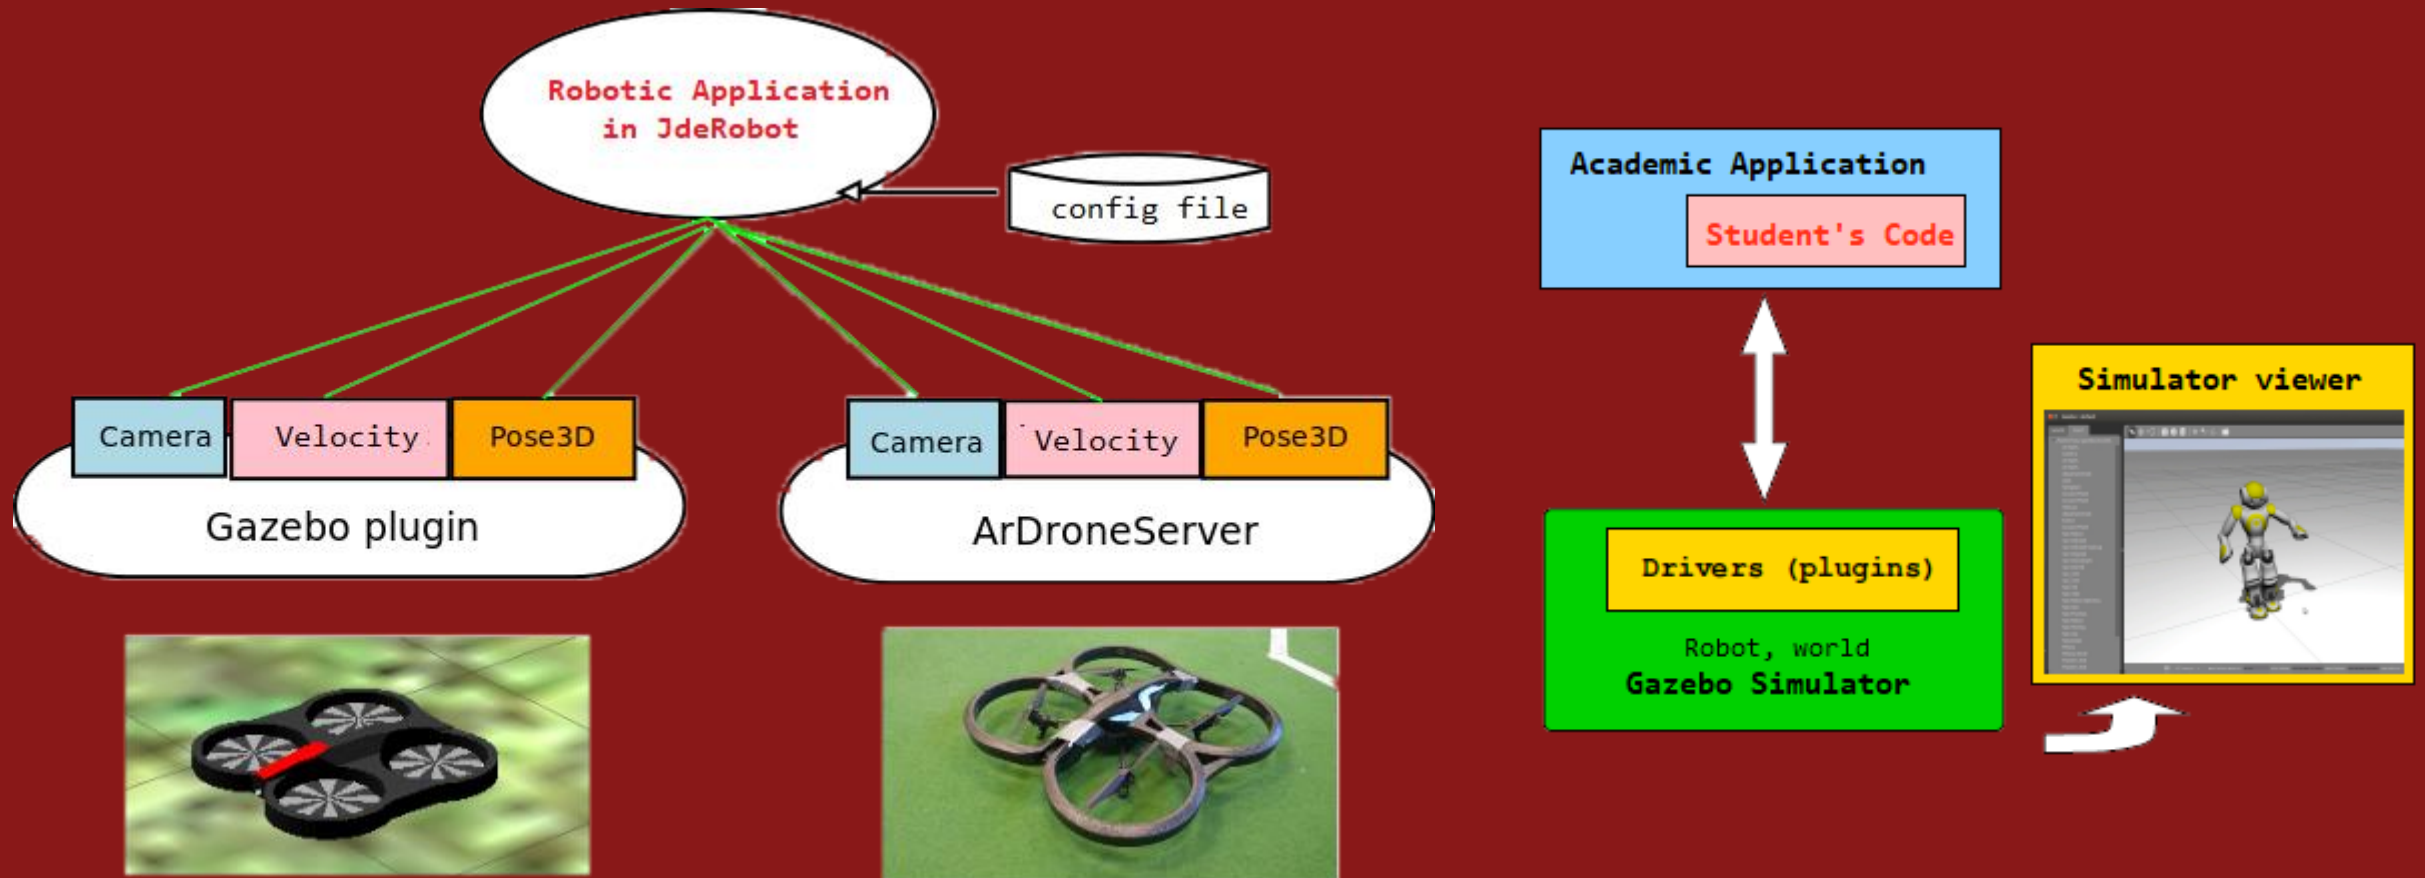 Robotic Application
in JdeRobot
config file
Camera
Velocity
Pose3D
Gazebo plugin
Camera
Velocity
Pose3D
ArDroneServer
Academic Application
Student's Code
Drivers (plugins)
Robot, world
Gazebo Simulator
Simulator viewer